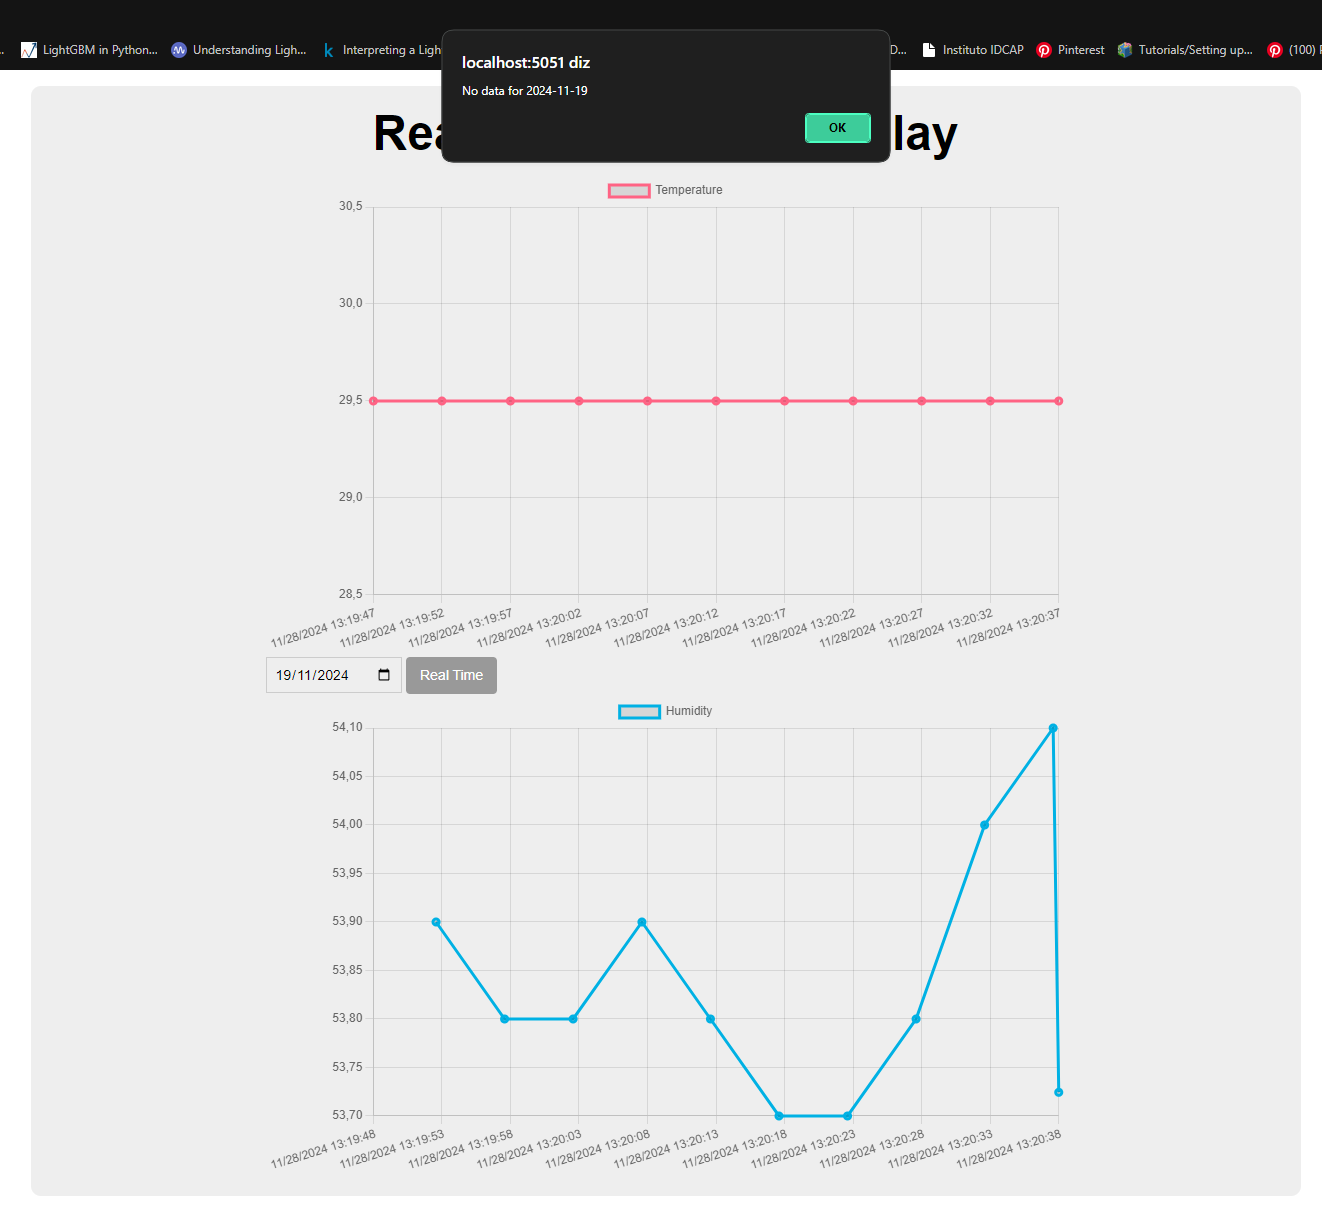 LightGBM in Python...
Understanding Ligh...
Interpreting a Ligh
D...
Instituto IDCAP
Pinterest
Tutorials/Setting up...
(100)
localhost:5051 diz
No data for 2024-11-19
OK
Rea
lay
Temperature
30,5
30,0
29,5
29,0
28,5
11/28/2024 13:19:47
11/28/2024 13:19:52
11/28/2024 13:19:57
11/28/2024 13:20:02
11/28/2024 13:20:07
11/28/2024 13:20:12
11/28/2024 13:20:17
11/28/2024 13:20:22
11/28/2024 13:20:27
11/28/2024 13:20:32
11/28/2024 13:20:37
19/11/2024
Real Time
Humidity
54,10
54,05
54,00
53,95
53,90
53,85
53,80
53,75
53,70
11/28/2024 13:19:48
11/28/2024 13:19:53
11/28/2024 13:19:58
11/28/2024 13:20:03
11/28/2024 13:20:08
11/28/2024 13:20:13
11/28/2024 13:20:18
11/28/2024 13:20:23
11/28/2024 13:20:28
11/28/2024 13:20:33
11/28/2024 13:20:38